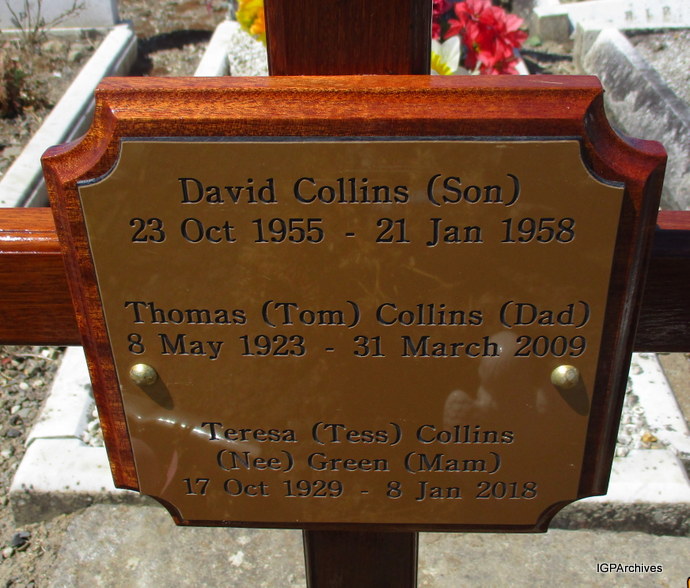 David Collins (Son)
23 Oct 1955 - 21 Jan 1958
Thomas (Tom) Collins (Dad)
8 May 1923 - 31 March 2009
Teresa (Tess) Collins
(Nee) Green (Mam)
17 Oct 1929 - 8 Jan 2018
IGPArchives